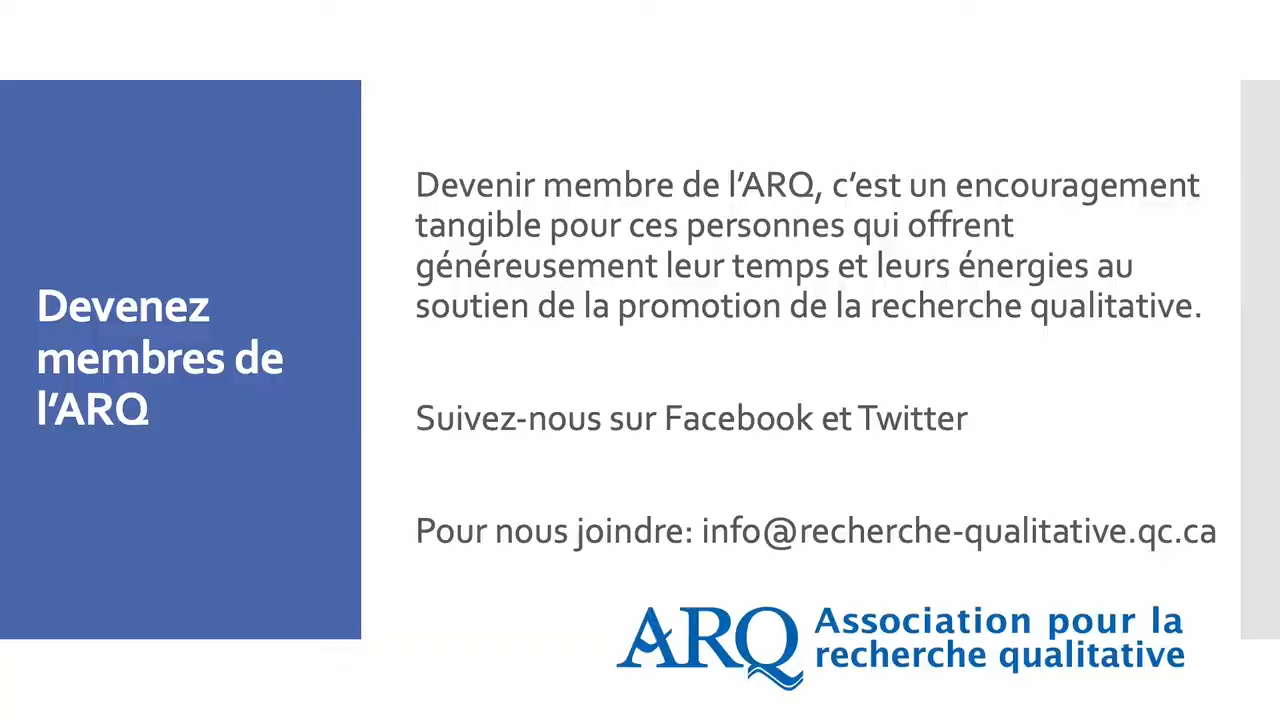 Devenez
membres de
l’ARQ
Devenir membre de l’ARQ, c’est un encouragement
tangible pour ces personnes qui offrent
généreusement leur temps et leurs énergies au
soutien de la promotion de la recherche qualitative.
Suivez-nous sur Facebook et Twitter
Pour nous joindre: info@recherche-qualitative.qc.ca
ARQ
Association pour la
recherche qualitative